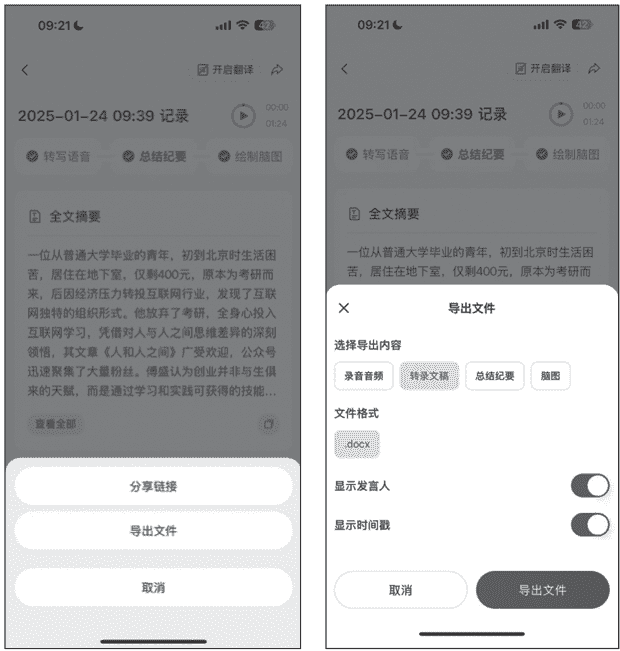 09:21
42
开启翻译
2025-01-24 09:39 记录
00:00
01:24
转写语音
总结纪要
绘制脑图
全文摘要
一位从普通大学毕业的青年，初到北京时生活困
苦，居住在地下室，仅剩400元，原本为考研而
来，后因经济压力转投互联网行业，发现了互联
网独特的组织形式。他放弃了考研，全身心投入
互联网学习，凭借对人与人之间思维差异的深刻
领悟，其文章《人和人之间》广受欢迎，公众号
迅速聚集了大量粉丝。傅盛认为创业并非与生俱
来的天赋，而是通过学习和实践可获得的技能...
查看全部
分享链接
导出文件
取消
09:21
42
开启翻译
2025-01-24 09:39 记录
00:00
01:24
转写语音
总结纪要
绘制脑图
全文摘要
一位从普通大学毕业的青年，初到北京时生活困
苦，居住在地下室，仅剩400元，原本为考研而
导出文件
选择导出内容
录音音频
转录文稿
总结纪要
脑图
文件格式
.docx
显示发言人
显示时间戳
取消
导出文件